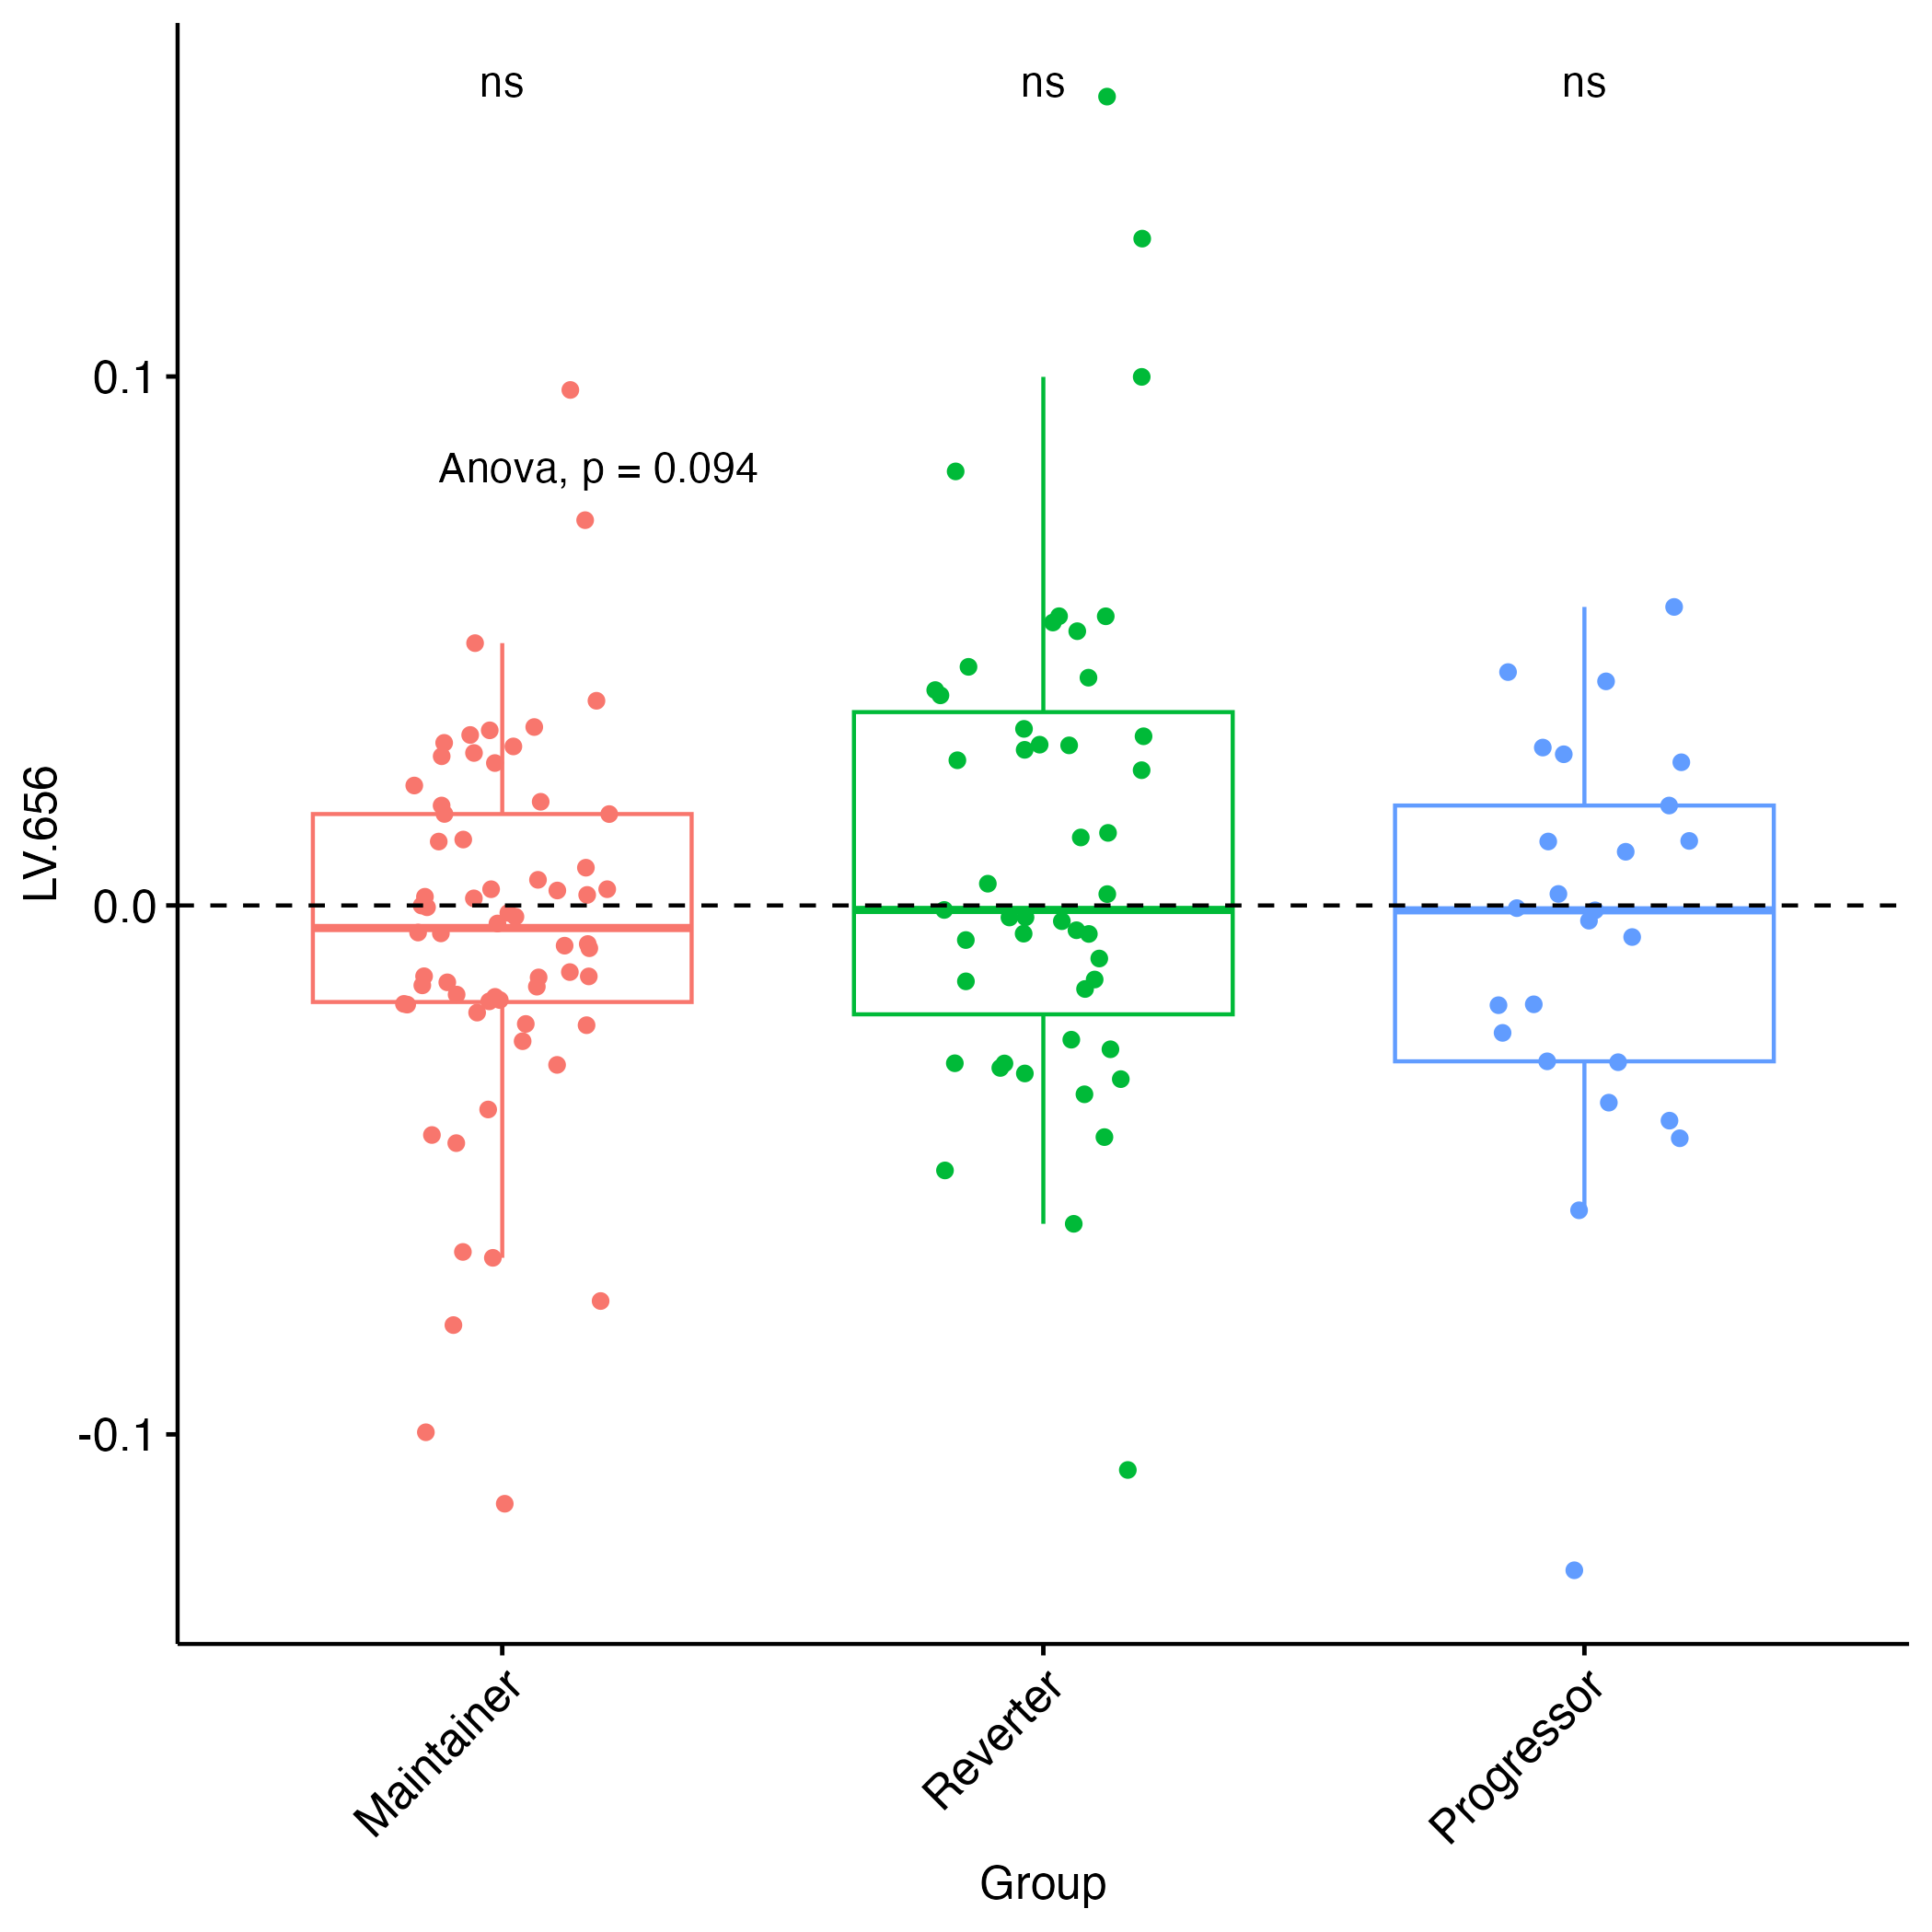 ns ns ns
0.1
Anova, p = 0.094
LV.656
0.0
-0.1
Maintainer
Reverter
Progressor
Group